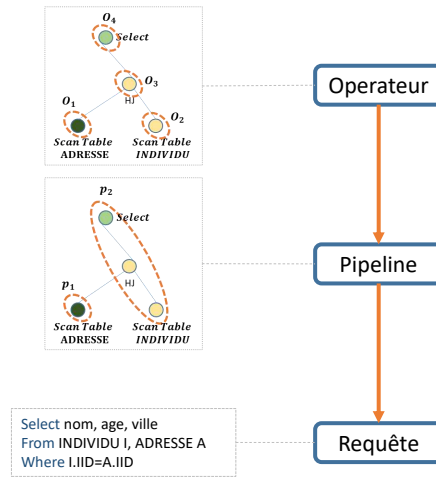 O4
Select
O3
HJ
O1
O2
Scan Table
ADRESSE
Scan Table
INDIVIDU
Operateur
p2
Select
HJ
p1
Scan Table
ADRESSE
Scan Table
INDIVIDU
Pipeline
Select nom, age, ville
From INDIVIDU I, ADRESSE A
Where I.IID=A.IID
Requête